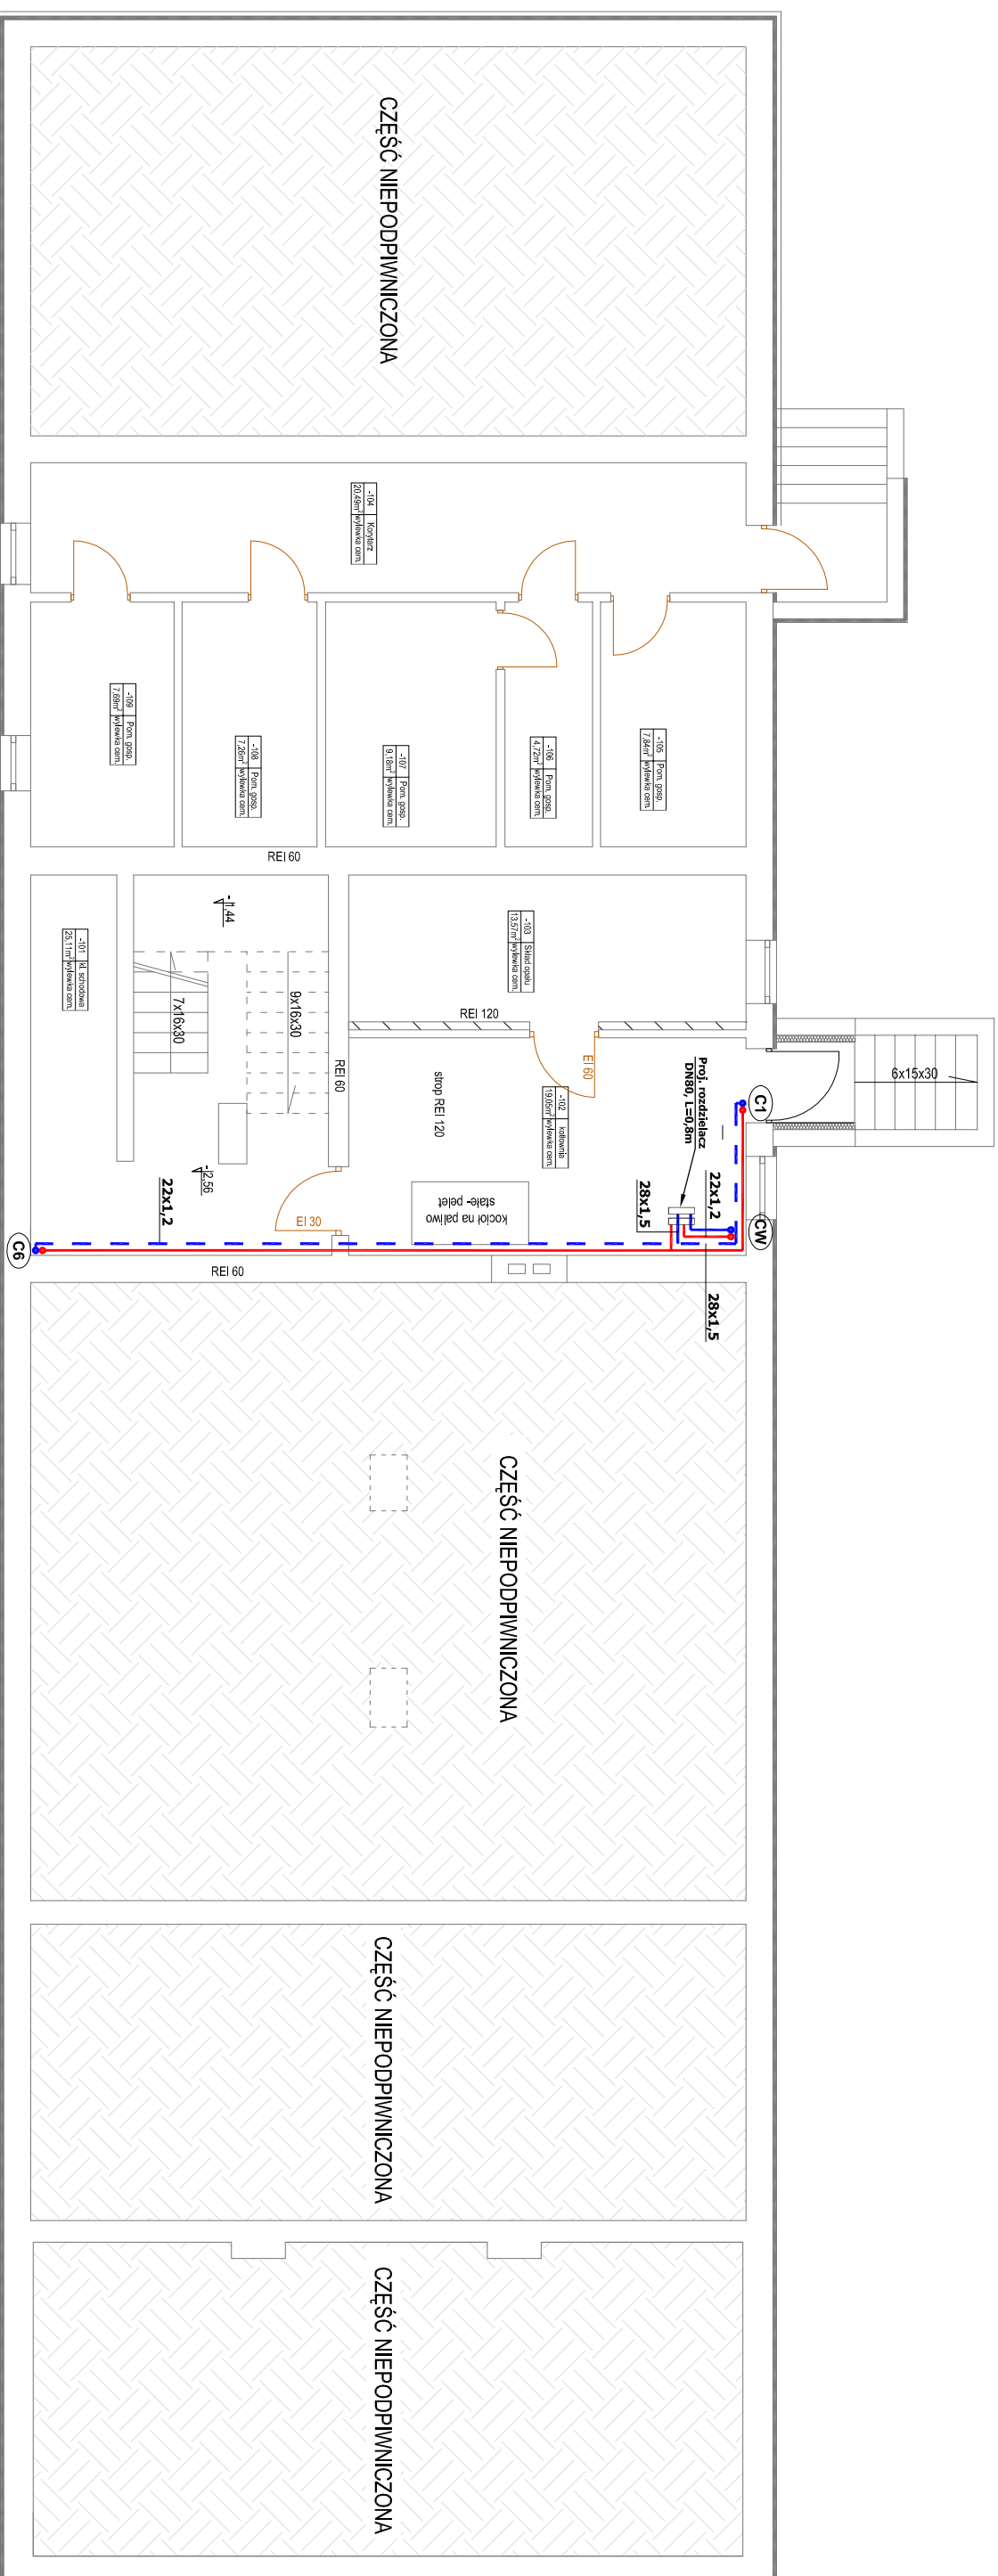 CZĘŚĆ NIEPODPIWNICZONA
-104 Korytarz
20,49m² wylewka cem.
-105 Pom. gosp.
7,84m² wylewka cem.
-106 Pom. gosp.
4,72m² wylewka cem.
-107 Pom. gosp.
9,18m² wylewka cem.
-108 Pom. gosp.
7,26m² wylewka cem.
-109 Pom. gosp.
7,69m² wylewka cem.
REI 60
-103 Skład opału
13,57m² wylewka cem.
-101 kl. schodowa
25,11m² wylewka cem.
-1,44
7x16x30
9x16x30
REI 120
REI 60
EI 60
strop REI 120
-102 kotłownia
19,05m² wylewka cem.
6x15x30
C1
Proj. rozdzielacz
DN80, L=0,8m
22x1,2
28x1,5
CW
28x1,5
kocioł na paliwo
stałe- pelet
-2,56
22x1,2
EI 30
C6
REI 60
CZĘŚĆ NIEPODPIWNICZONA
CZĘŚĆ NIEPODPIWNICZONA
CZĘŚĆ NIEPODPIWNICZONA